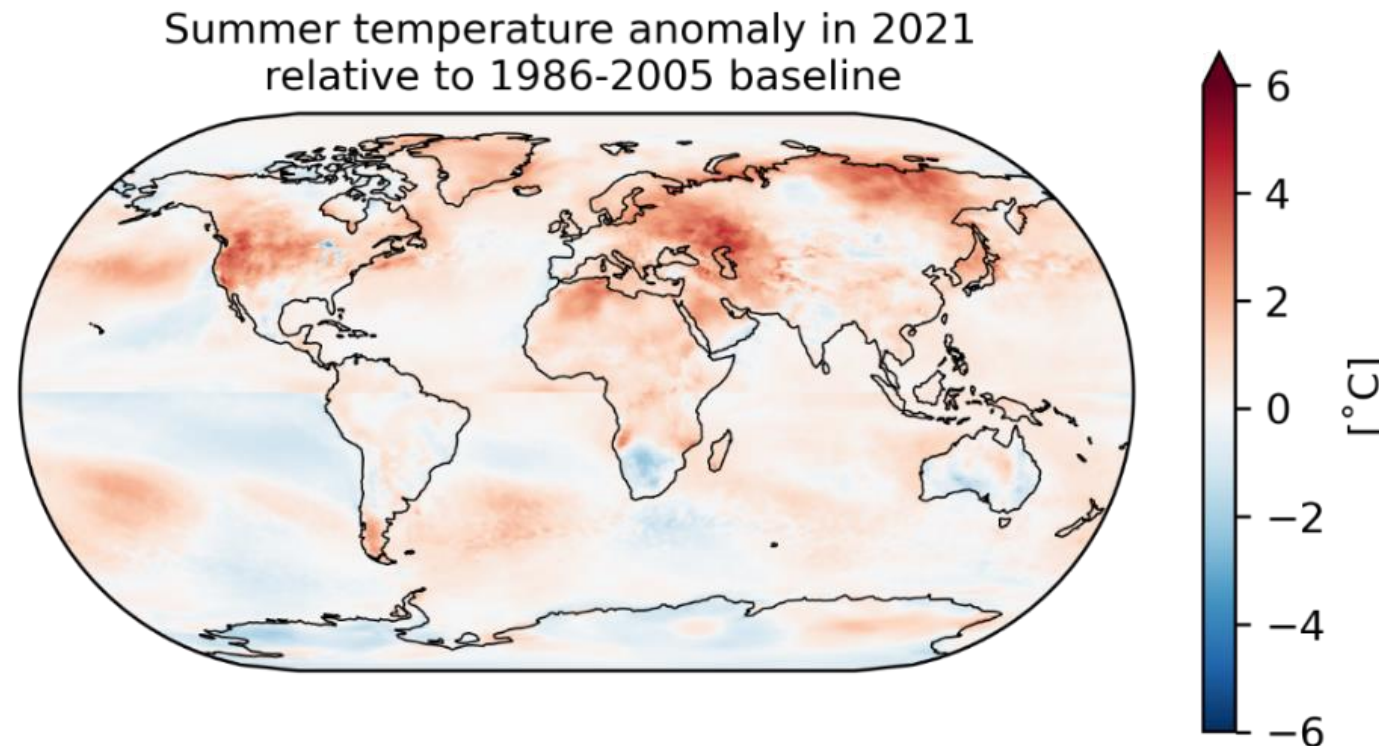 Summer temperature anomaly in 2021
relative to 1986-2005 baseline
6
4
2
0
−2
−4
−6
[°C]